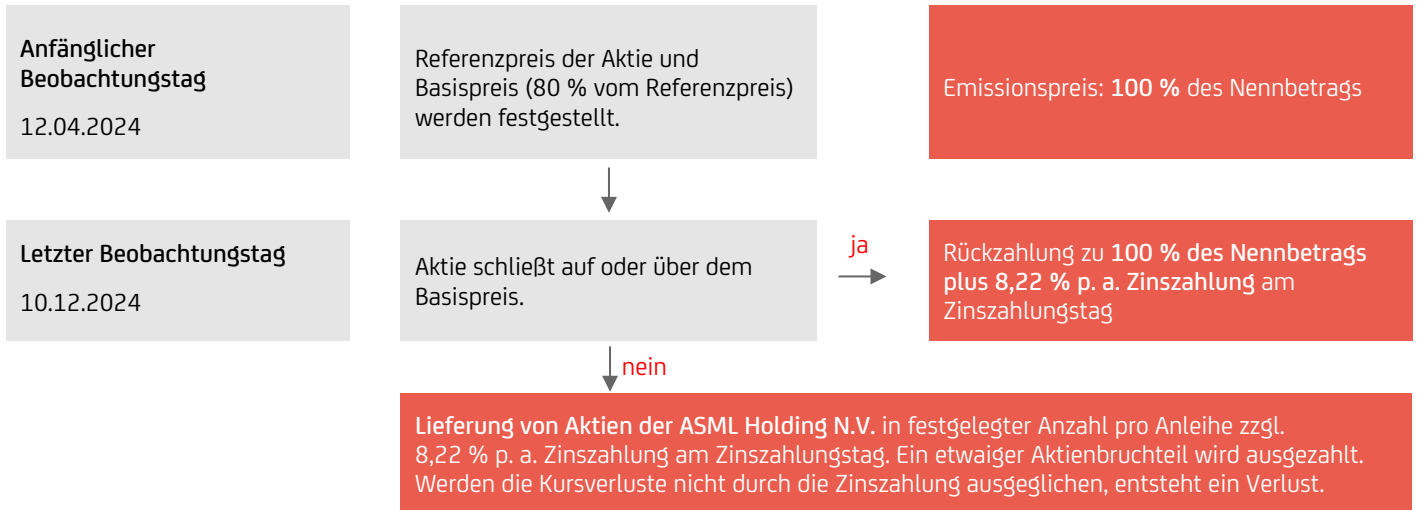 Anfänglicher
Beobachtungstag
12.04.2024
Referenzpreis der Aktie und
Basispreis (80 % vom Referenzpreis)
werden festgestellt.
Emissionspreis: 100 % des Nennbetrags
Letzter Beobachtungstag
10.12.2024
Aktie schließt auf oder über dem
Basispreis.
ja
Rückzahlung zu 100 % des Nennbetrags
plus 8,22 % p. a. Zinszahlung am
Zinszahlungstag
nein
Lieferung von Aktien der ASML Holding N.V. in festgelegter Anzahl pro Anleihe zzgl.
8,22 % p. a. Zinszahlung am Zinszahlungstag. Ein etwaiger Aktienbruchteil wird ausgezahlt.
Werden die Kursverluste nicht durch die Zinszahlung ausgeglichen, entsteht ein Verlust.